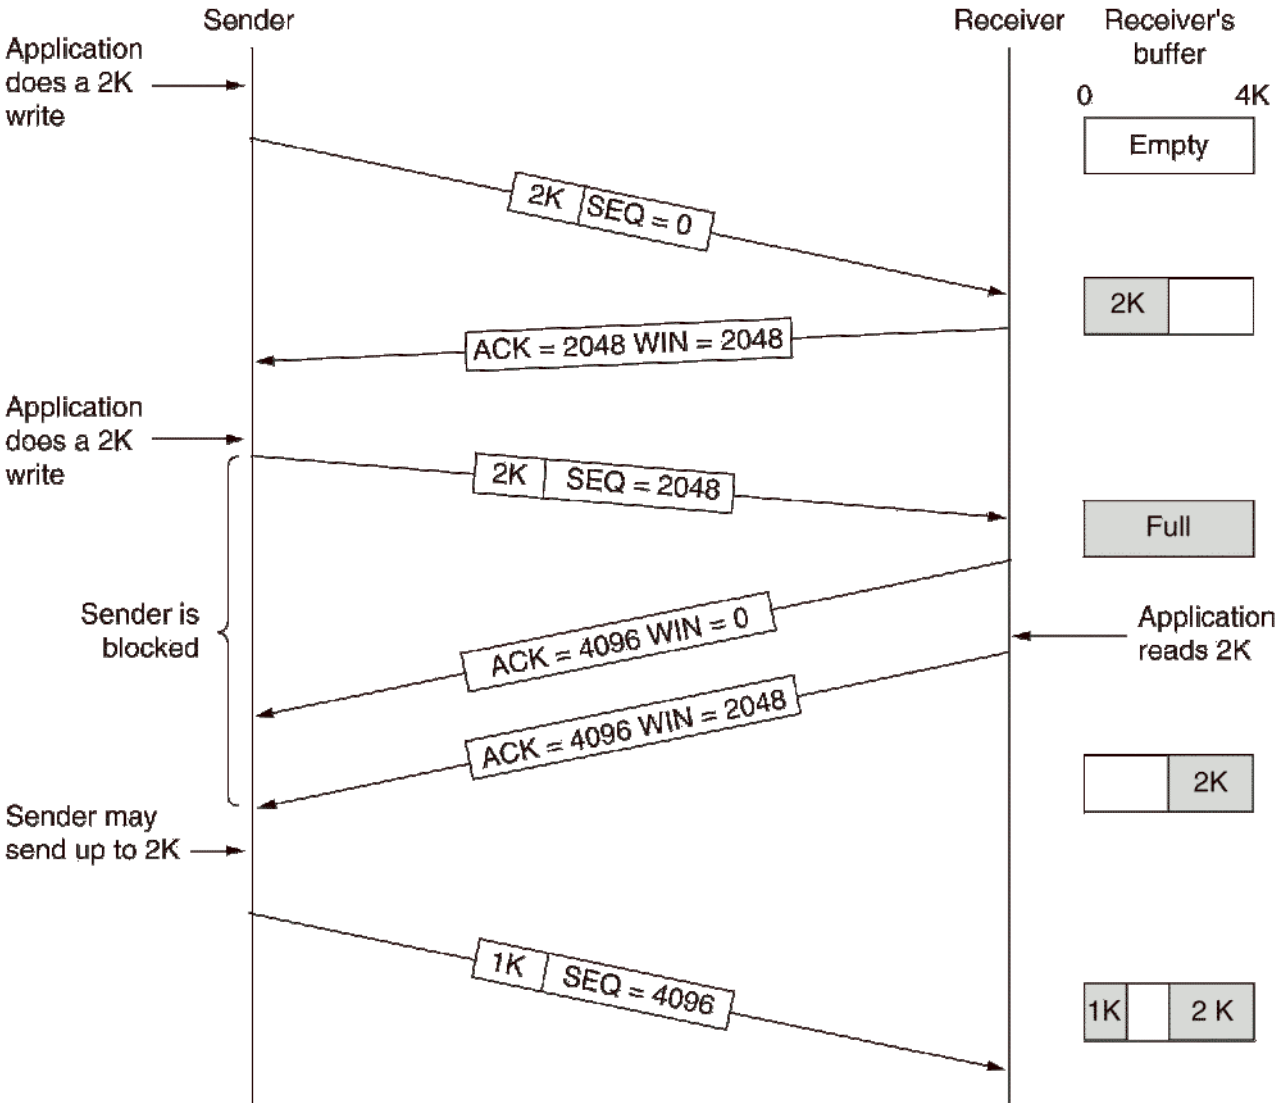 Sender
Receiver
Receiver's
buffer
Application
does a 2K
write
0 4K
Empty
2K SEQ = 0
2K
ACK = 2048 WIN = 2048
Application
does a 2K
write
2K SEQ = 2048
Full
Sender is
blocked
ACK = 4096 WIN = 0
Application
reads 2K
ACK = 4096 WIN = 2048
2K
Sender may
send up to 2K
1K SEQ = 4096
1K 2 K